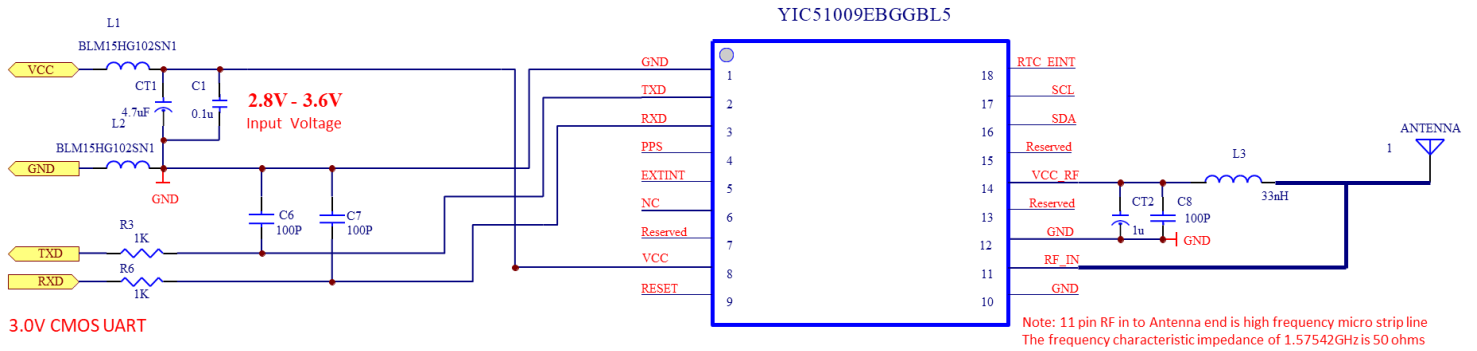 YIC51009EBGGBL5
L1
BLM15HG102SN1
VCC
CT1
4.7uF
C1
0.1u
2.8V - 3.6V
Input Voltage
L2
BLM15HG102SN1
GND
GND
C6
100P
C7
100P
R3
1K
TXD
R6
1K
RXD
3.0V CMOS UART
GND
1
TXD
2
RXD
3
PPS
4
EXTINT
5
NC
6
Reserved
7
VCC
8
RESET
9
RTC_EINT
18
SCL
17
SDA
16
Reserved
15
VCC_RF
14
Reserved
13
GND
12
RF_IN
11
GND
10
CT2
1u
C8
100P
GND
L3
33nH
ANTENNA
1
Note: 11 pin RF in to Antenna end is high frequency micro strip line
The frequency characteristic impedance of 1.57542GHz is 50 ohms